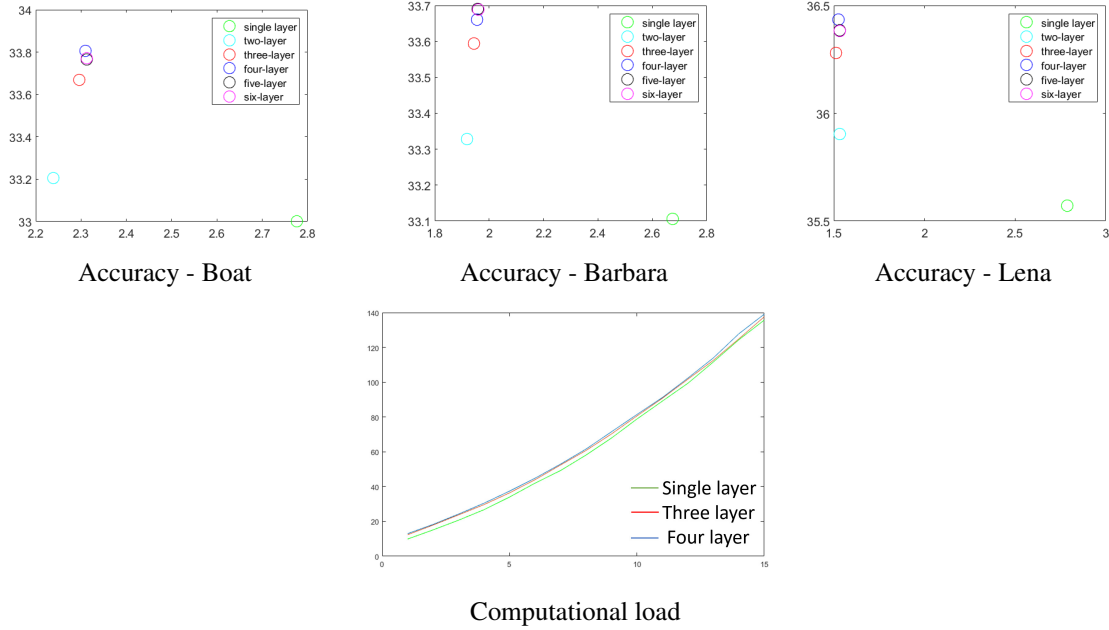 34
33.8
33.6
33.4
33.2
33
2.2 2.3 2.4 2.5 2.6 2.7 2.8
single layer
two-layer
three-layer
four-layer
five-layer
six-layer
Accuracy - Boat
33.7
33.6
33.5
33.4
33.3
33.2
33.1
1.8 2 2.2 2.4 2.6 2.8
single layer
two-layer
three-layer
four-layer
five-layer
six-layer
Accuracy - Barbara
36.5
36
35.5
1.5 2 2.5 3
single layer
two-layer
three-layer
four-layer
five-layer
six-layer
Accuracy - Lena
140
120
100
80
60
40
20
0
0 5 10 15
Single layer
Three layer
Four layer
Computational load